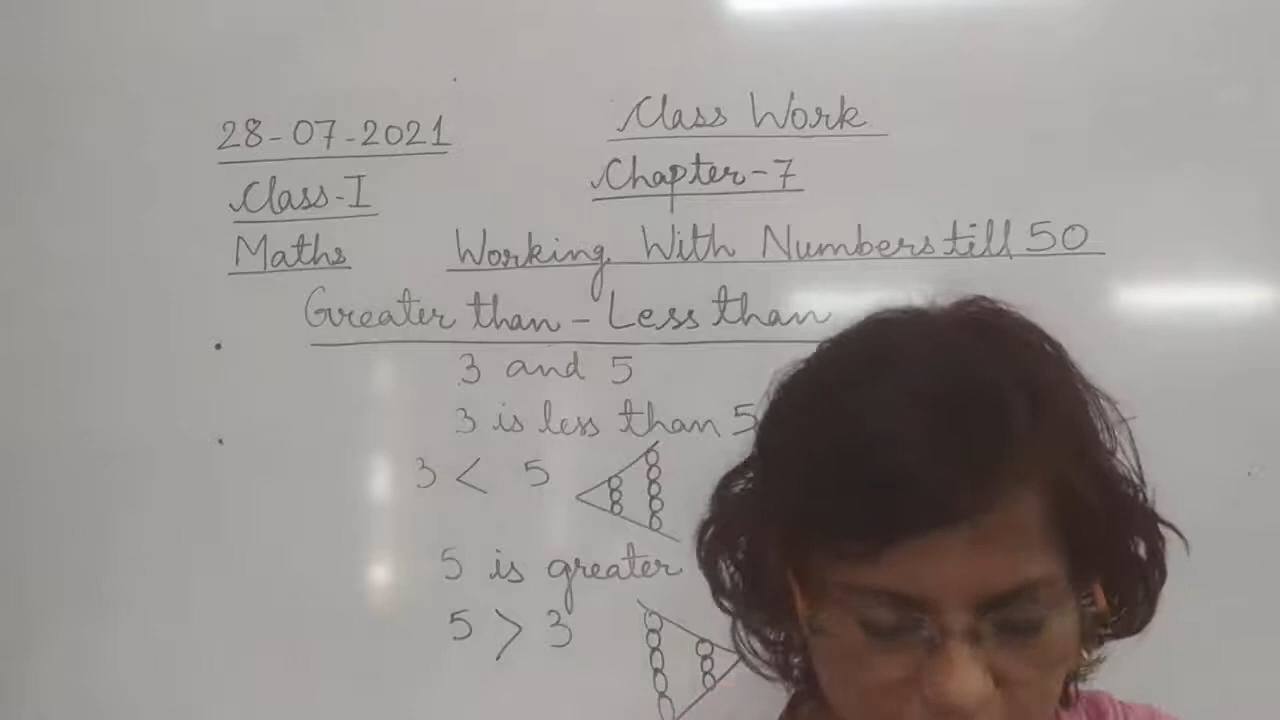 28-07-2021
Class Work
Class-I
Chapter-7
Maths
Working With Numbers till 50
Greater than - Less than
3 and 5
3 is less than 5
3 < 5
5 is greater
5 > 3